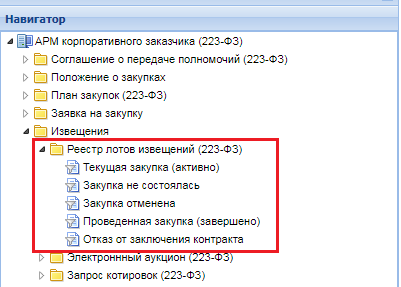 Навигатор
АРМ корпоративного заказчика (223-ФЗ)
Соглашение о передаче полномочий (223-ФЗ)
Положение о закупках
План закупок (223-ФЗ)
Заявка на закупку
Извещения
Реестр лотов извещений (223-ФЗ)
Текущая закупка (активно)
Закупка не состоялась
Закупка отменена
Проведенная закупка (завершено)
Отказ от заключения контракта
Электроннный аукцион (223-ФЗ)
Запрос котировок (223-ФЗ)